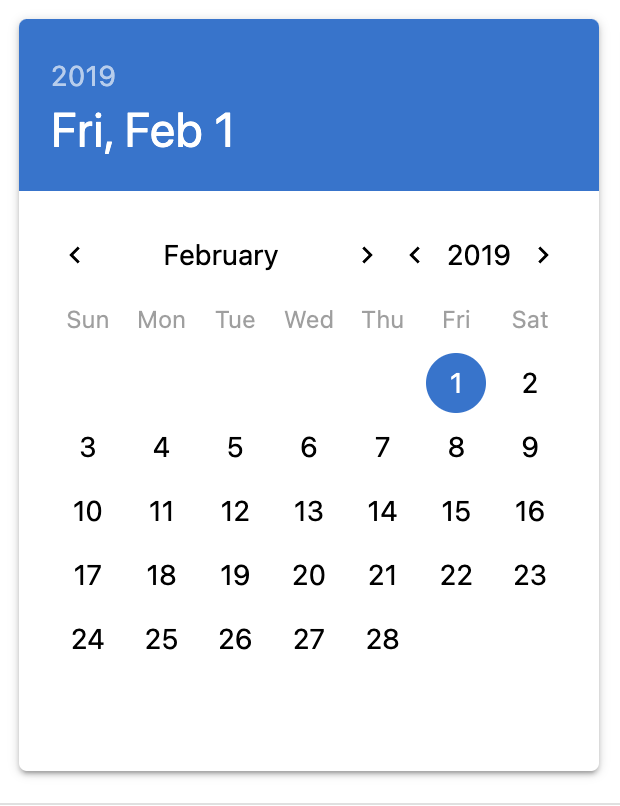 2019
Fri, Feb 1
February 2019
Sun Mon Tue Wed Thu Fri Sat
1 2
3 4 5 6 7 8 9
10 11 12 13 14 15 16
17 18 19 20 21 22 23
24 25 26 27 28